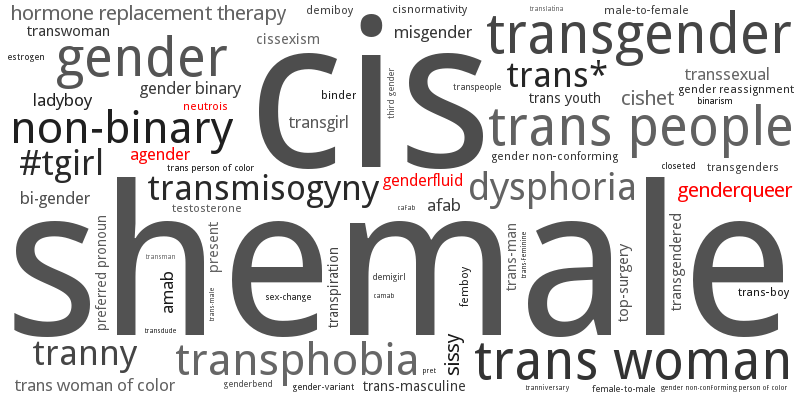 hormone replacement therapy
demiboy
cisnormativity
translatina
male-to-female
transwoman
misgender
transgender
cissexism
gender
cis
estrogen
third gender
trans*
transsexual
gender binary
transpeople
gender reassignment
ladyboy
neutrois
binder
trans youth
cishet
binarism
non-binary
transgirl
trans people
agender
#tgirl
gender non-conforming
trans person of color
closeted
transgenders
transmisogyny
genderfluid
dysphoria
genderqueer
bi-gender
testosterone
cafab
afab
shemale
preferred pronoun
transman
present
amab
trans-male
transdude
sex-change
transpiration
demigirl
camab
femboy
trans-man
trans-Feminine
top-surgery
transgendered
trans-boy
tranny
transphobia
pret
sissy
trans woman
trans woman of color
genderbend
gender-variant
trans-masculine
tranniversary
female-to-male
gender non-conforming person of color